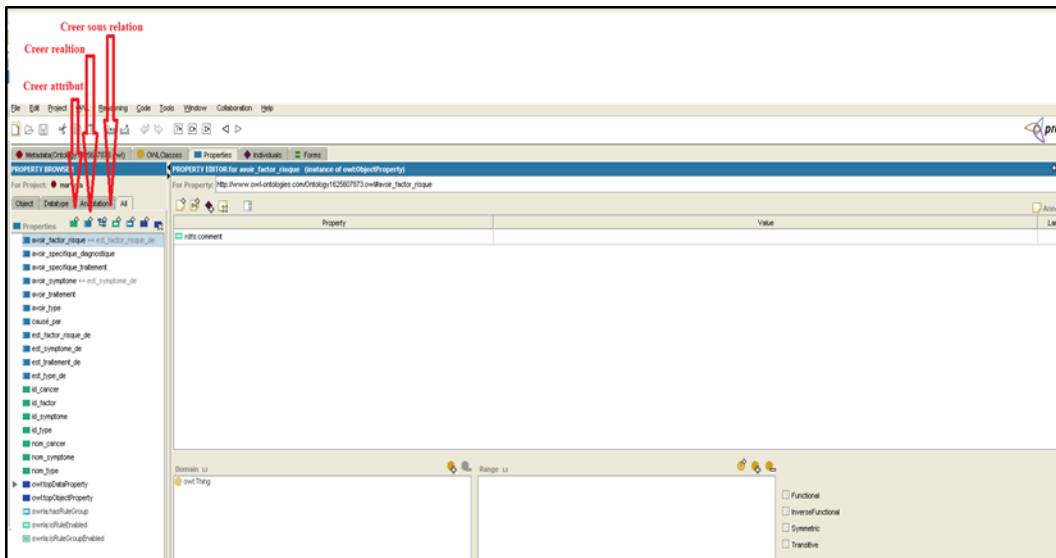 Creer sous relation
Creer realtion
Creer attribut
File Edit Project OWL Reasoning Code Tools Window Collaboration Help
Metadata(Ontology1625607873.owl) OWLClasses Properties Individuals Forms
PROPERTY BROWSER
PROPERTY EDITOR for avoir_factor_risque (instance of owl:ObjectProperty)
For Project:
For Property: http://www.owl-ontologies.com/Ontology1625607873.owl#avoir_factor_risque
Object Datatype Annotation All
Properties
Property Value
avoir_factor_risque ↔ est_factor_risque_de
rdfs:comment
avoir_specifique_diagnostique
avoir_specifique_traitement
avoir_symptome ↔ est_symptome_de
avoir_traitement
avoir_type
causé_par
est_factor_risque_de
est_symptome_de
est_traitement_de
est_type_de
id_cancer
id_factor
id_symptome
id_type
nom_cancer
nom_symptome
nom_type
Domain Range
owl:topDataProperty
owl:Thing
owl:topObjectProperty
Functional
swrla:hasRuleGroup
InverseFunctional
swrla:isRuleEnabled
Symmetric
swrla:isRuleGroupEnabled
Transitive